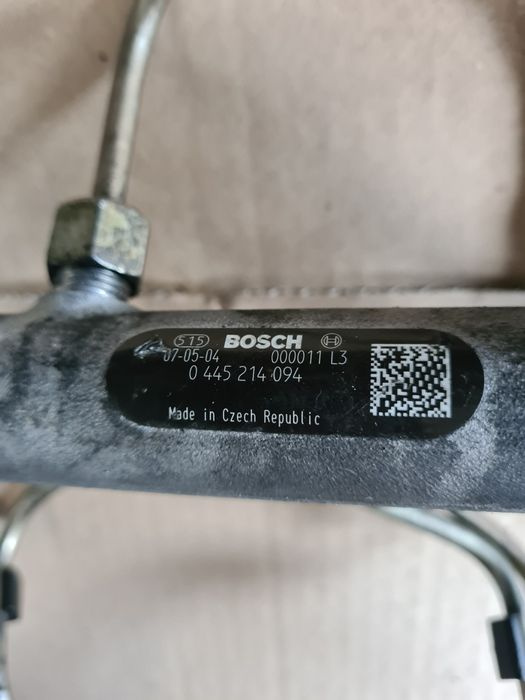 515 BOSCH
07-05-04 000011 L3
0 445 214 094
Made in Czech Republic